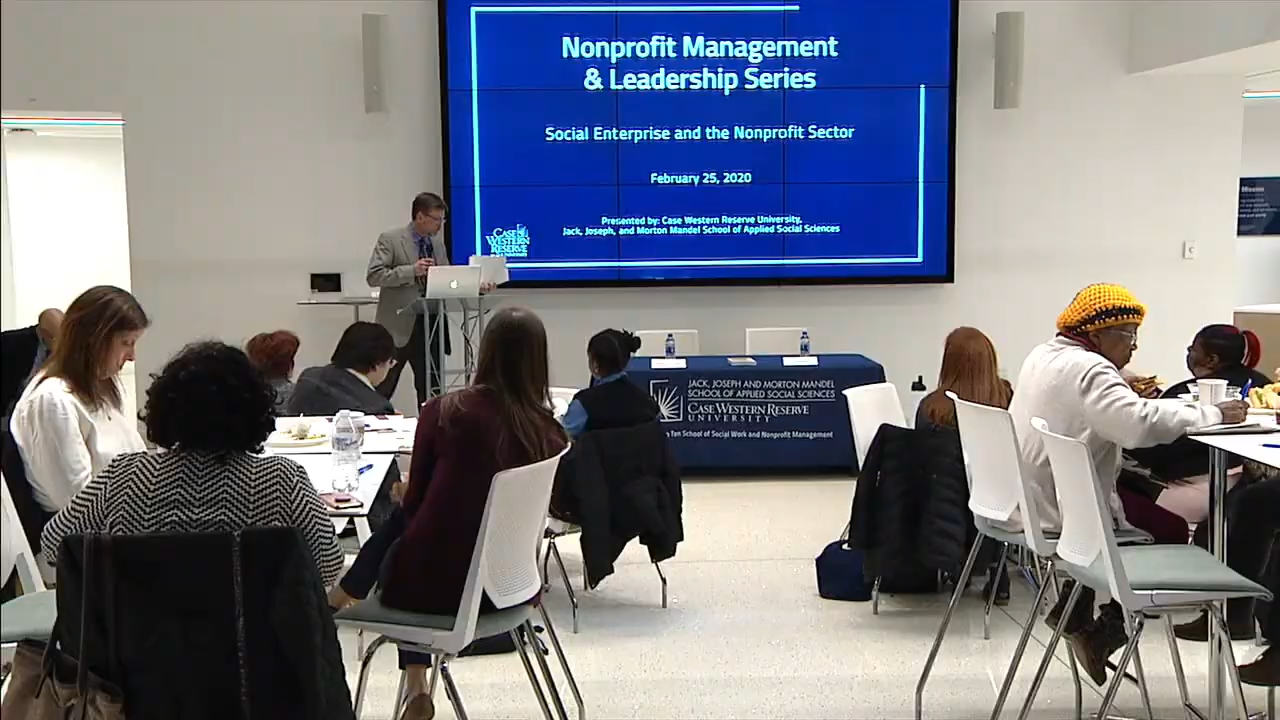 Nonprofit Management
& Leadership Series
Social Enterprise and the Nonprofit Sector
February 25, 2020
Presented by: Case Western Reserve University,
Jack, Joseph, and Morton Mandel School of Applied Social Sciences
CASE
WESTERN
RESERVE
JACK, JOSEPH AND MORTON MANDEL
SCHOOL OF APPLIED SOCIAL SCIENCES
CASE WESTERN RESERVE
UNIVERSITY
Ten School of Social Work and Nonprofit Management
Mission